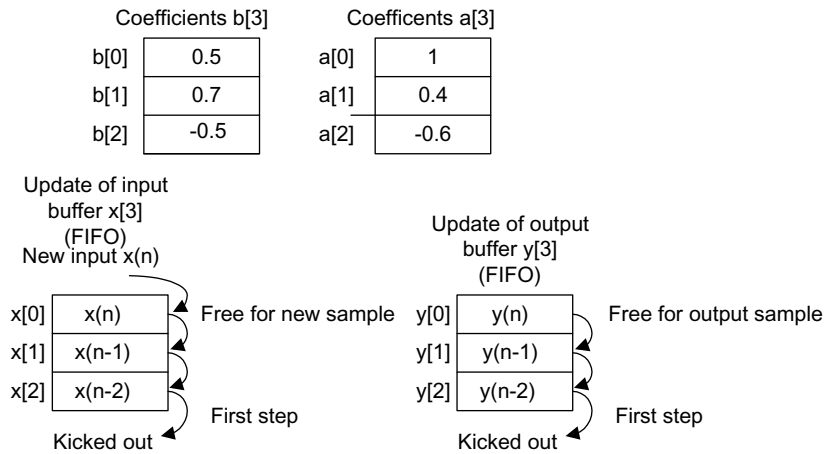 Coefficients b[3]
Coefficents a[3]
b[0] 0.5
b[1] 0.7
b[2] -0.5
a[0] 1
a[1] 0.4
a[2] -0.6
Update of input
buffer x[3]
(FIFO)
New input x(n)
x[0] x(n) Free for new sample
x[1] x(n-1)
x[2] x(n-2)
First step
Kicked out
Update of output
buffer y[3]
(FIFO)
y[0] y(n) Free for output sample
y[1] y(n-1)
y[2] y(n-2)
First step
Kicked out